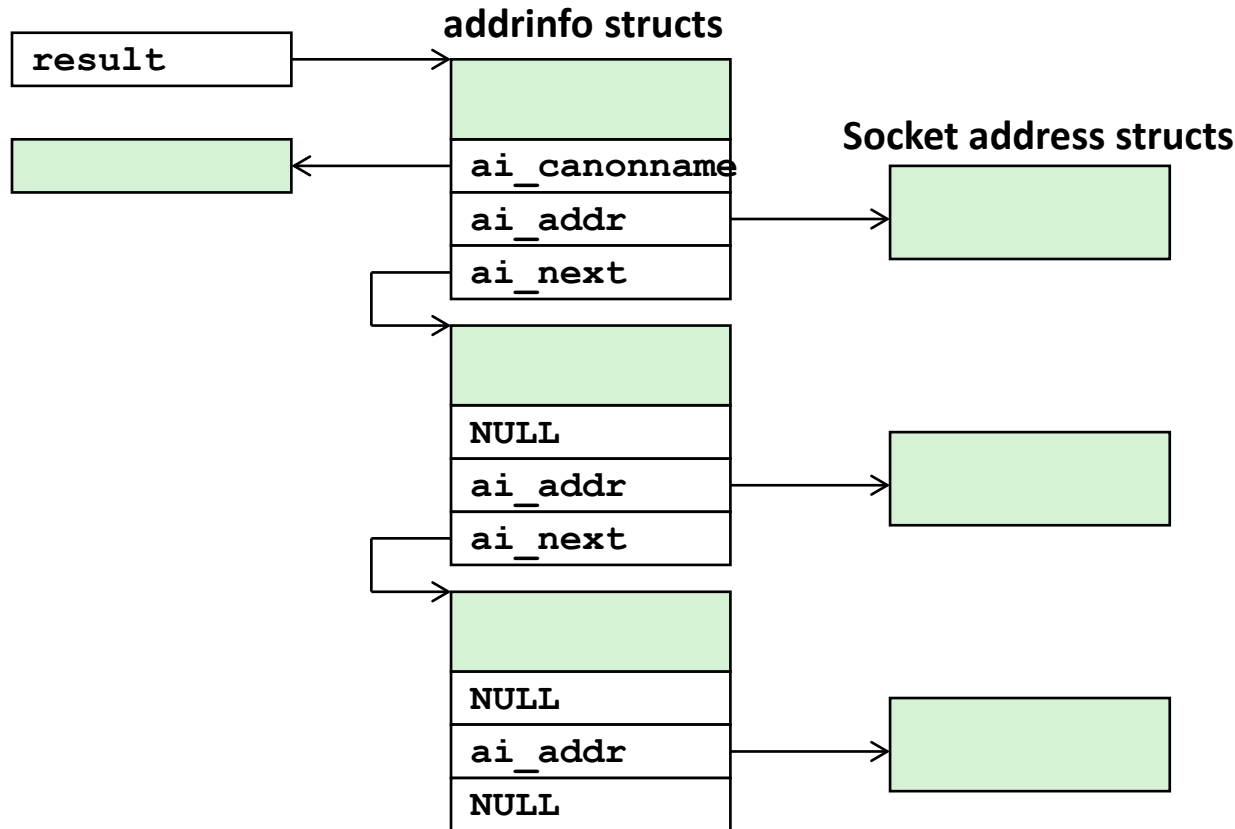 addrinfo structs
result
Socket address structs
ai_canonname
ai_addr
ai_next
NULL
ai_addr
ai_next
NULL
ai_addr
NULL